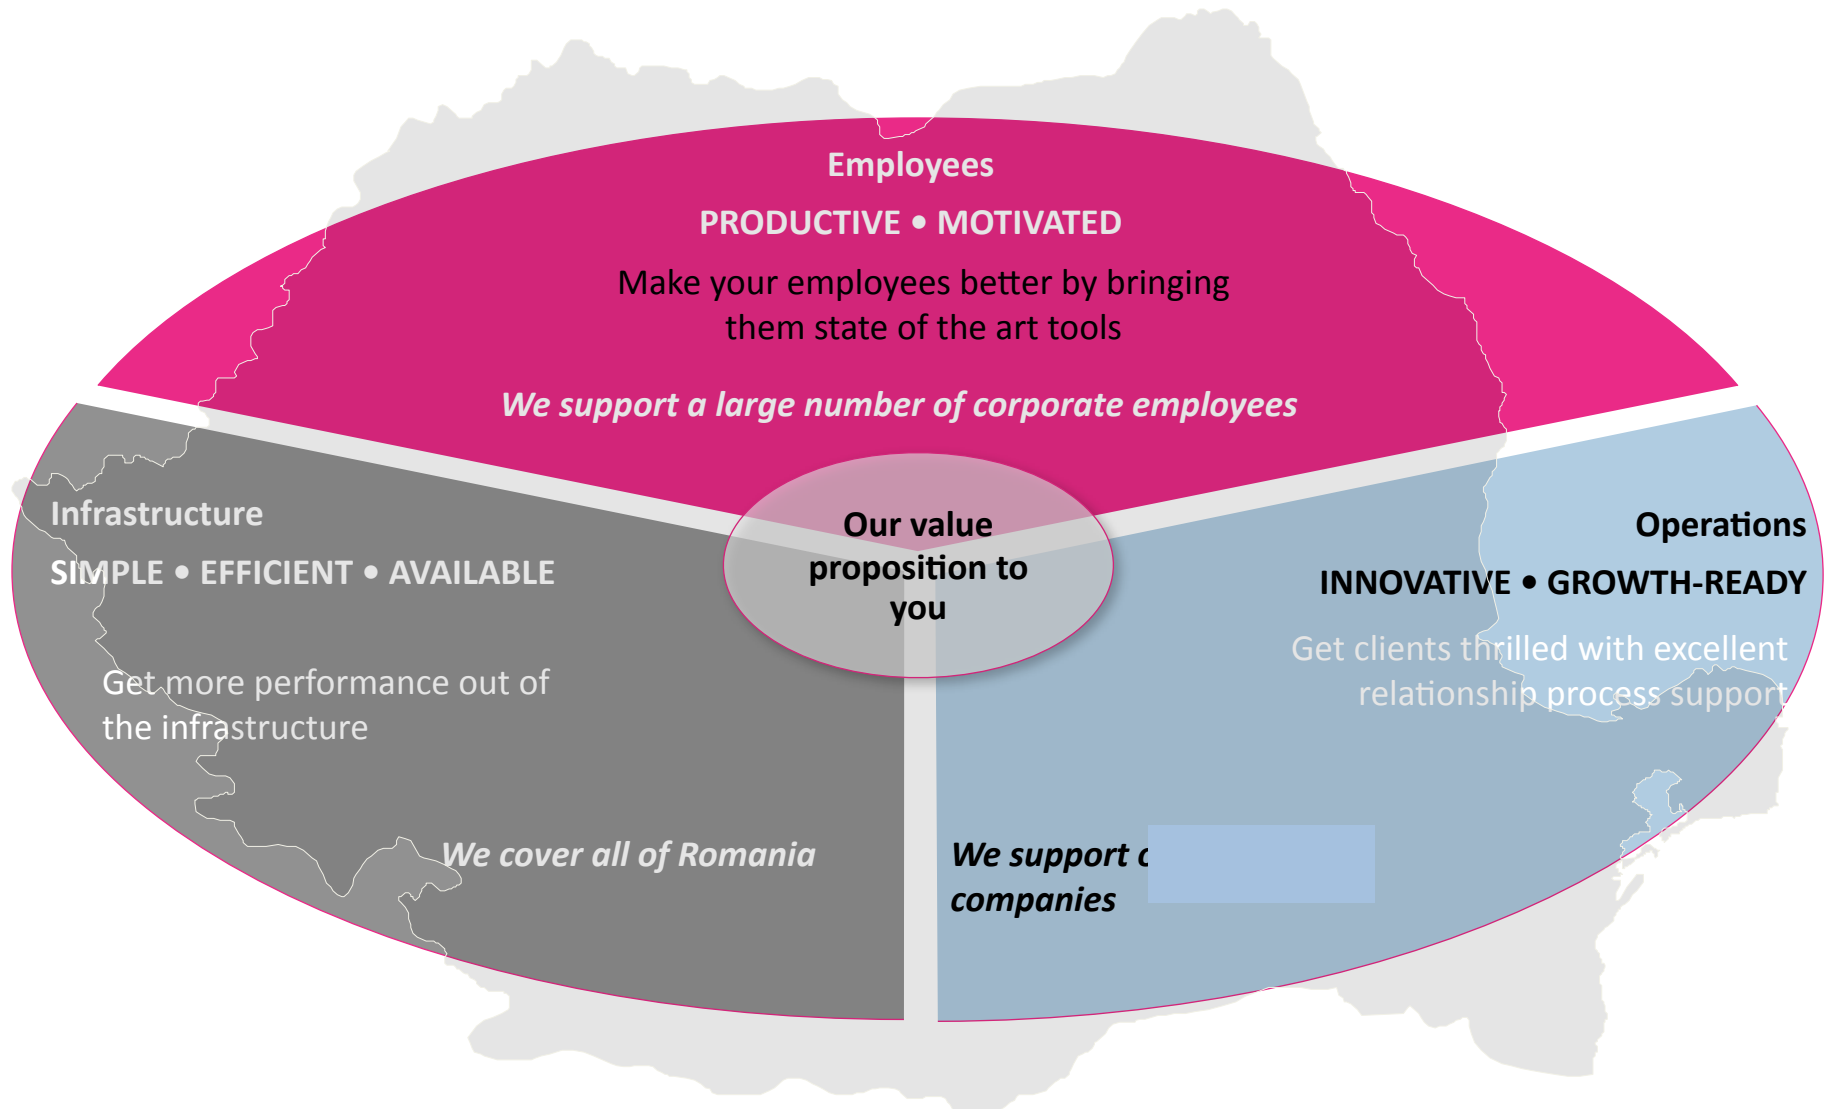 Employees
PRODUCTIVE • MOTIVATED
Make your employees better by bringing
them state of the art tools
We support a large number of corporate employees
Infrastructure
SIMPLE • EFFICIENT • AVAILABLE
Get more performance out of
the infrastructure
We cover all of Romania
Our value
proposition to
you
Operations
INNOVATIVE • GROWTH-READY
Get clients thrilled with excellent
relationship process support
We support
companies